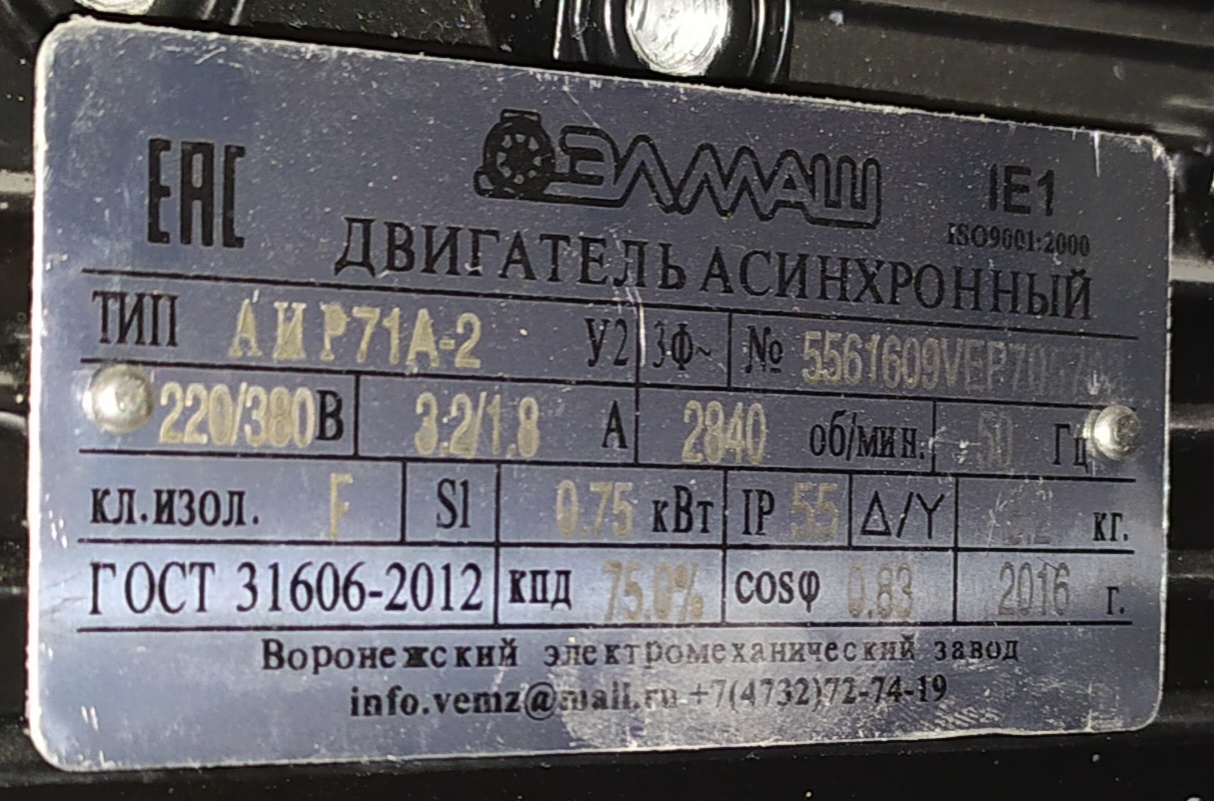 ЕАС ЭЛМАШ IE1
ISO9001:2000
ДВИГАТЕЛЬ АСИНХРОННЫЙ
ТИП АИР71А-2 У2 3Ф~ №
220/380 В 3.2/1.8 А 2840 об/мин. 50 Гц
кл.изол. F S1 0.75 кВт IP 55 Δ/Y кг.
ГОСТ 31606-2012 кпд 75.0% cosφ 0.83 2016 г.
Воронежский электромеханический завод
info.vemz@mail.ru +7(4732)72-74-19